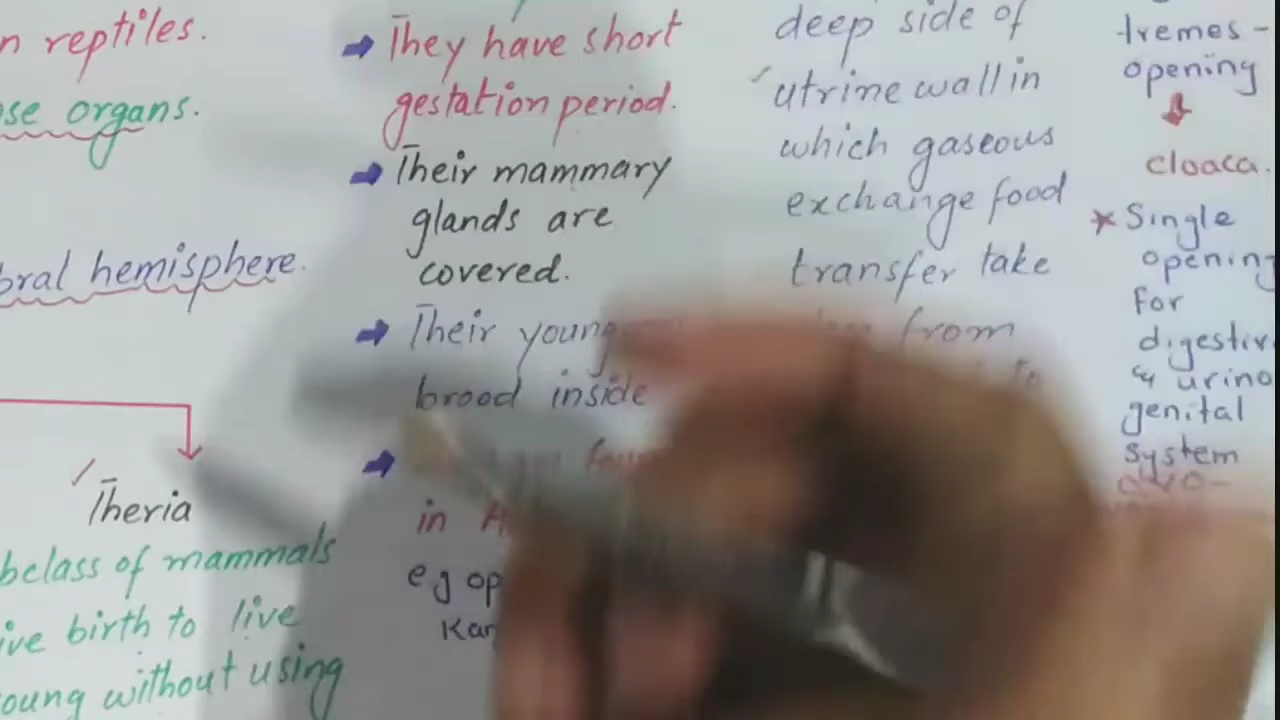 n reptiles.
se organs.
bral hemisphere.
Theria
bclass of mammals
ive birth to live
oung without using
They have short
gestation period.
Their mammary
glands are
covered.
Their young
brood inside
in
eg op
Kan
deep side of
utrine wall in
which gaseous
exchange food
transfer take
from
to
tremes -
opening
cloaca.
* Single
opening
for
digestiv
& urino
genital
system